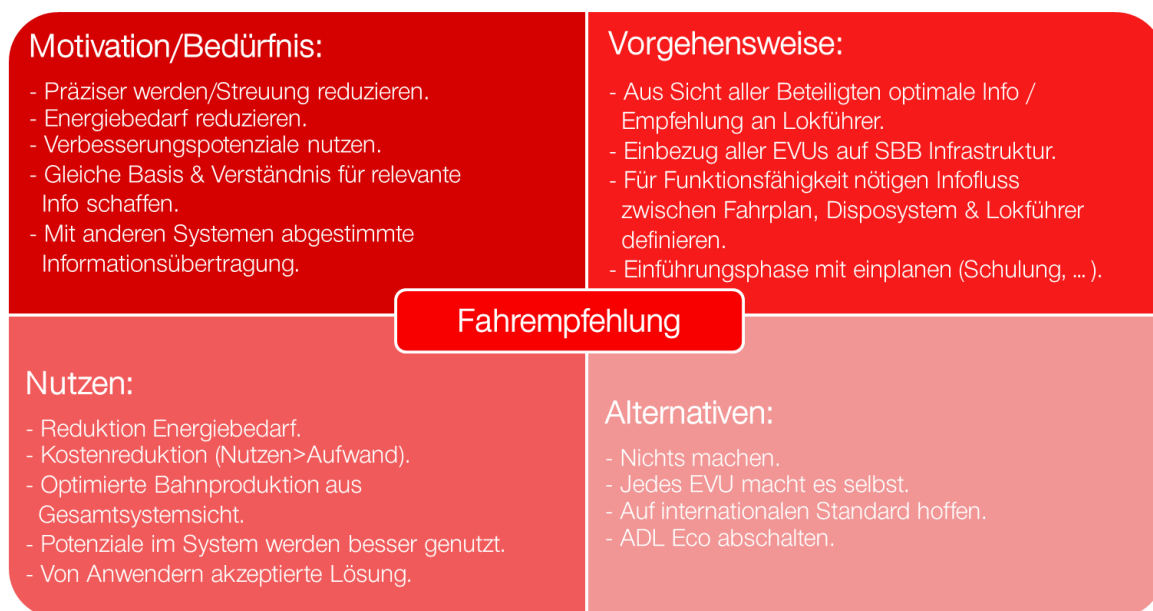 Motivation/Bedürfnis:
- Präziser werden/Streuung reduzieren.
- Energiebedarf reduzieren.
- Verbesserungspotenziale nutzen.
- Gleiche Basis & Verständnis für relevante
Info schaffen.
- Mit anderen Systemen abgestimmte
Informationsübertragung.
Vorgehensweise:
- Aus Sicht aller Beteiligten optimale Info /
Empfehlung an Lokführer.
- Einbezug aller EVUs auf SBB Infrastruktur.
- Für Funktionsfähigkeit nötigen Infofluss
zwischen Fahrplan, Disposystem & Lokführer
definieren.
- Einführungsphase mit einplanen (Schulung, ... ).
Fahrempfehlung
Nutzen:
- Reduktion Energiebedarf.
- Kostenreduktion (Nutzen>Aufwand).
- Optimierte Bahnproduktion aus
Gesamtsystemsicht.
- Potenziale im System werden besser genutzt.
- Von Anwendern akzeptierte Lösung.
Alternativen:
- Nichts machen.
- Jedes EVU macht es selbst.
- Auf internationalen Standard hoffen.
- ADL Eco abschalten.